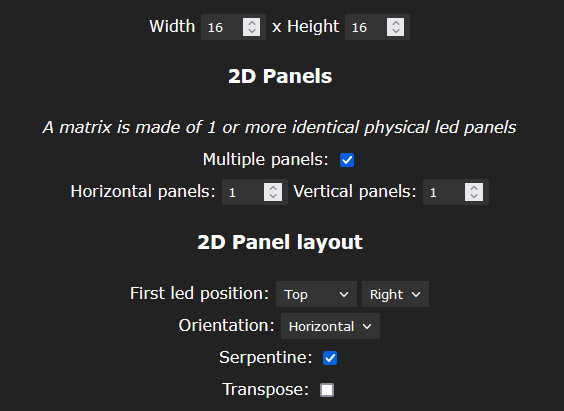 Width 16 x Height 16
2D Panels
A matrix is made of 1 or more identical physical led panels
Multiple panels:
Horizontal panels: 1 Vertical panels: 1
2D Panel layout
First led position: Top Right
Orientation: Horizontal
Serpentine:
Transpose: